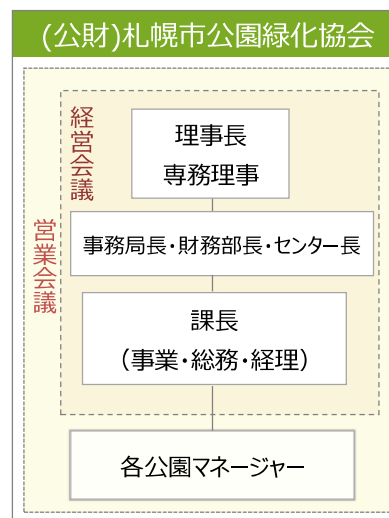 (公財)札幌市公園緑化協会
経営会議
理事長
専務理事
営業会議
事務局長・財務部長・センター長
課長
（事業・総務・経理）
各公園マネージャー